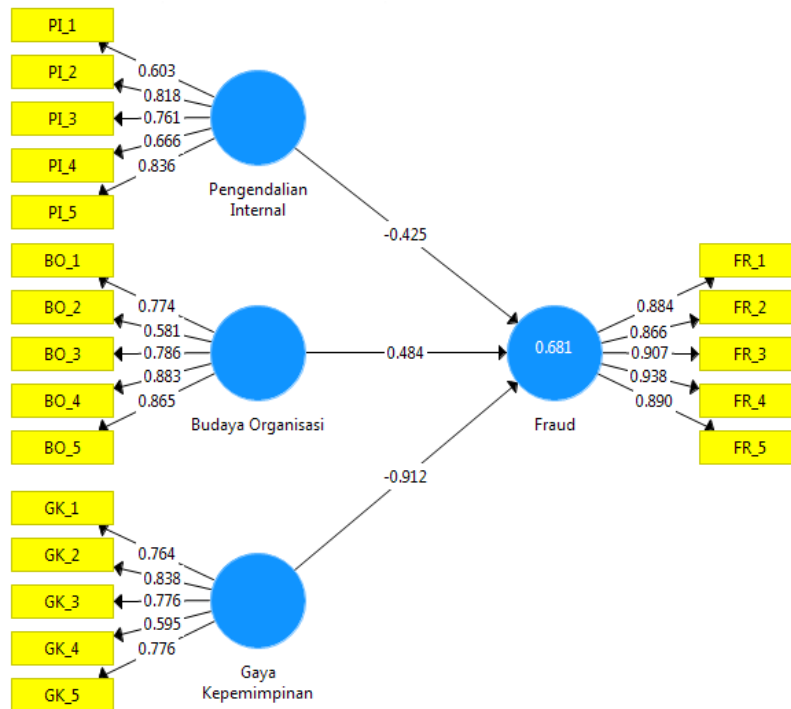 PI_1
PI_2
PI_3
PI_4
PI_5
0.603
0.818
0.761
0.666
0.836
Pengendalian
Internal
-0.425
BO_1
BO_2
BO_3
BO_4
BO_5
0.774
0.581
0.786
0.883
0.865
Budaya Organisasi
0.484
GK_1
GK_2
GK_3
GK_4
GK_5
0.764
0.838
0.776
0.595
0.776
Gaya
Kepemimpinan
-0.912
0.681
Fraud
0.884
0.866
0.907
0.938
0.890
FR_1
FR_2
FR_3
FR_4
FR_5